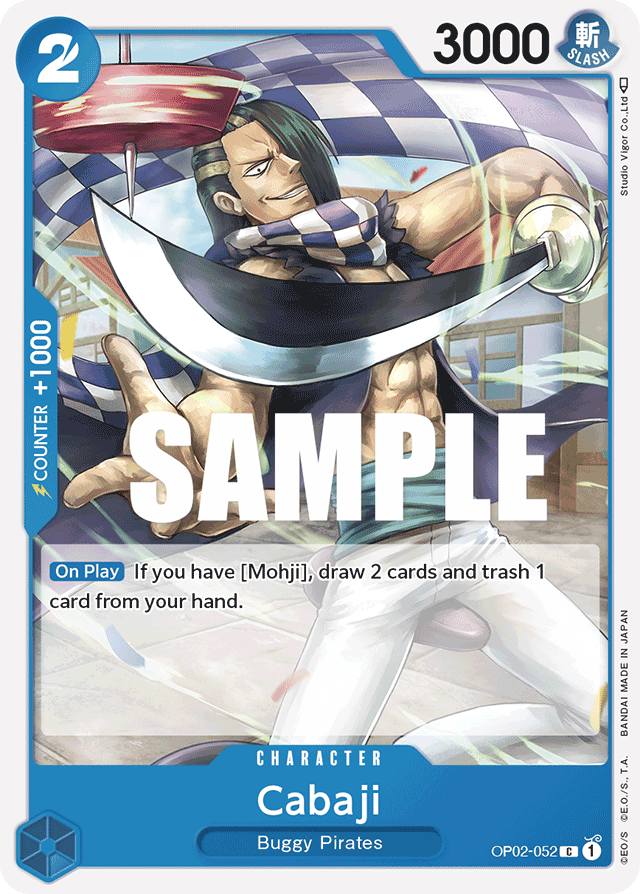 2
3000
斬
SLASH
Studio Vigor Co.,Ltd
COUNTER +1000
SAMPLE
On Play If you have [Mohji], draw 2 cards and trash 1
card from your hand.
CHARACTER
Cabaji
Buggy Pirates
OP02-052 C 1
©EO/S ©E.O./S., T.A. BANDAI MADE IN JAPAN